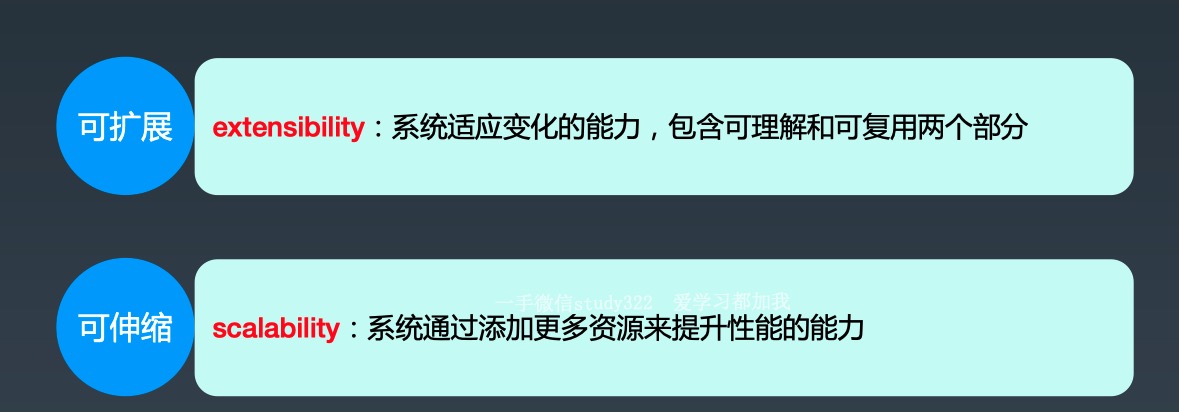 可扩展
extensibility：系统适应变化的能力，包含可理解和可复用两个部分
一手微信study322 爱学习都加我
可伸缩
scalability：系统通过添加更多资源来提升性能的能力